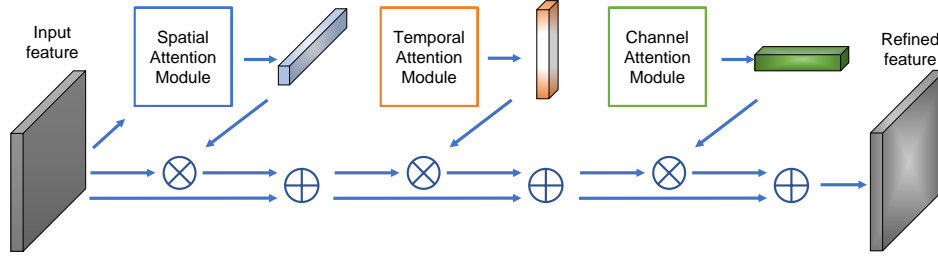 Input
feature
Spatial
Attention
Module
Temporal
Attention
Module
Channel
Attention
Module
Refined
feature